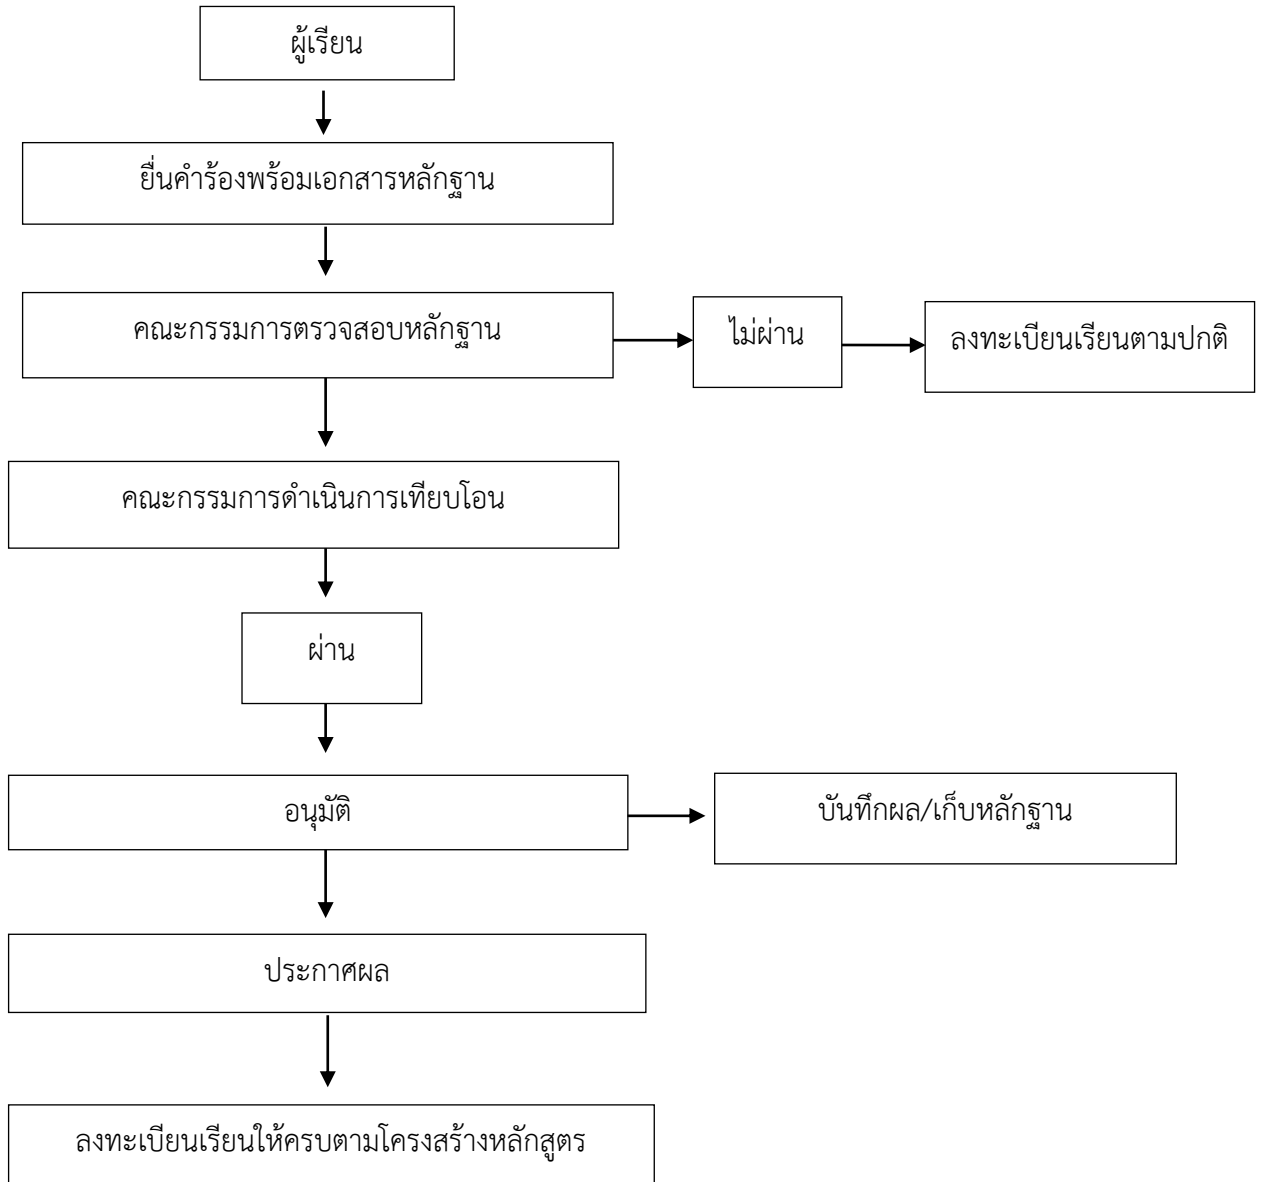 ผู้เรียน
ยื่นคำร้องพร้อมเอกสารหลักฐาน
คณะกรรมการตรวจสอบหลักฐาน
ไม่ผ่าน
ลงทะเบียนเรียนตามปกติ
คณะกรรมการดำเนินการเทียบโอน
ผ่าน
อนุมัติ
บันทึกผล/เก็บหลักฐาน
ประกาศผล
ลงทะเบียนเรียนให้ครบตามโครงสร้างหลักสูตร